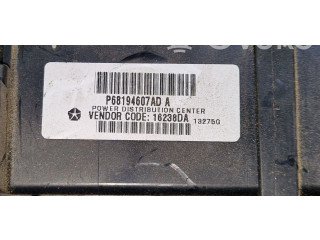 P68194607AD A
POWER DISTRIBUTION CENTER
VENDOR CODE: 16238DA 132750